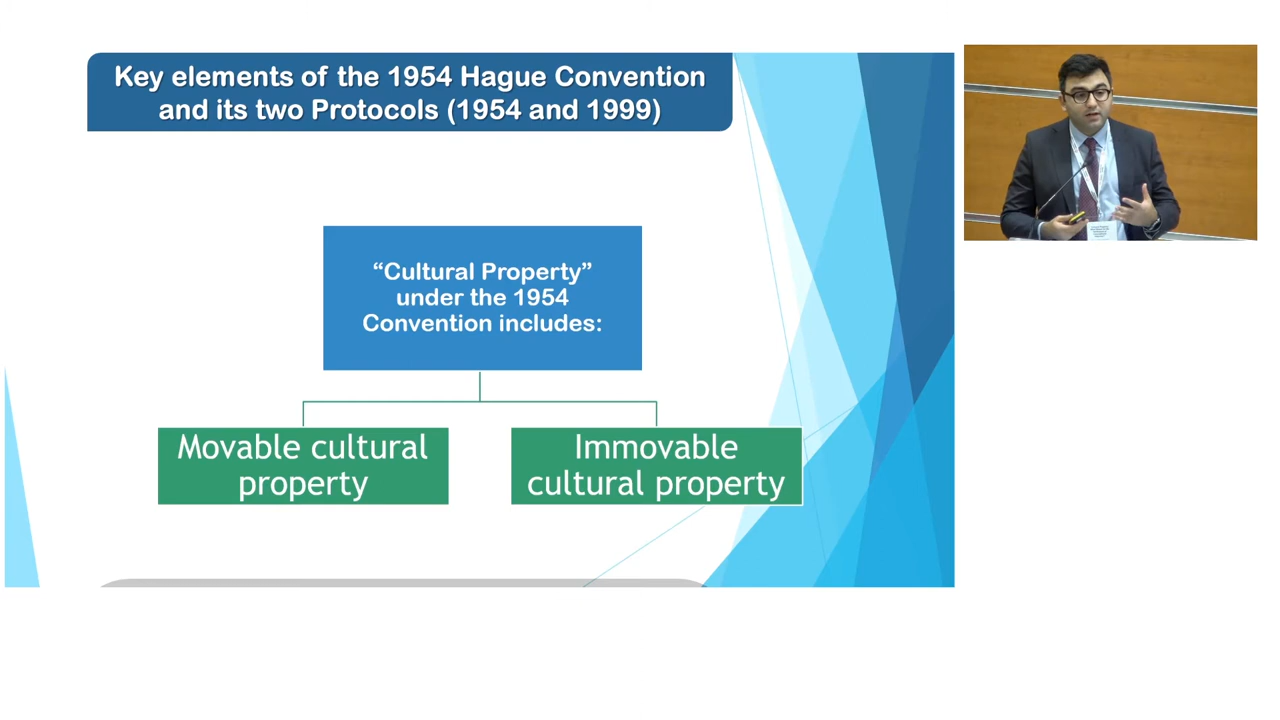 Key elements of the 1954 Hague Convention
and its two Protocols (1954 and 1999)
“Cultural Property”
under the 1954
Convention includes:
Movable cultural
property
Immovable
cultural property